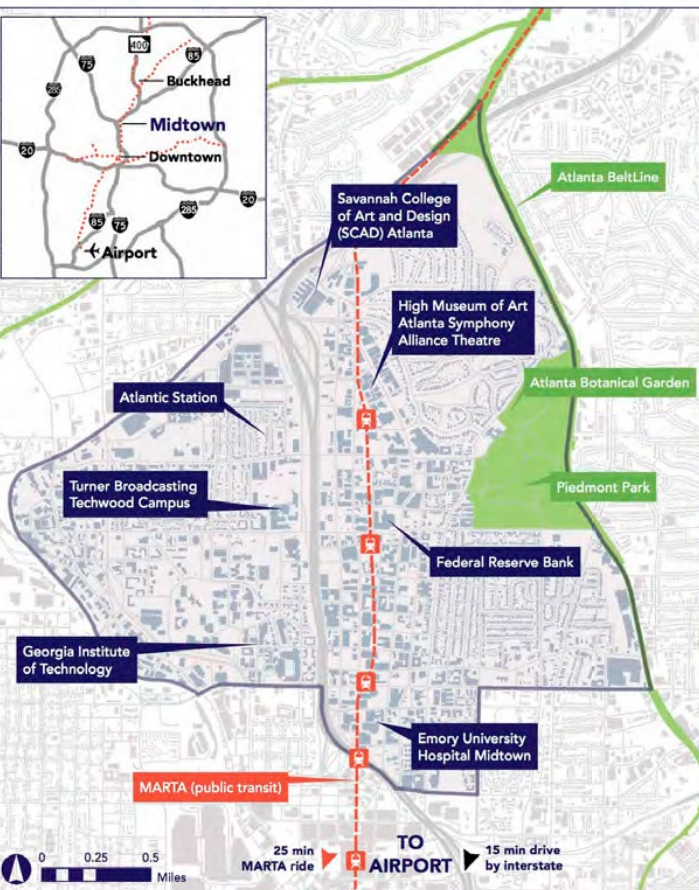 400
75
85
285
Buckhead
Midtown
20
Downtown
85
75
285
20
Airport
Savannah College
of Art and Design
(SCAD) Atlanta
Atlanta BeltLine
High Museum of Art
Atlanta Symphony
Alliance Theatre
Atlantic Station
Atlanta Botanical Garden
Turner Broadcasting
Techwood Campus
Piedmont Park
Federal Reserve Bank
Georgia Institute
of Technology
Emory University
Hospital Midtown
MARTA (public transit)
25 min
MARTA ride
TO
AIRPORT
15 min drive
by interstate
0 0.25 0.5
Miles